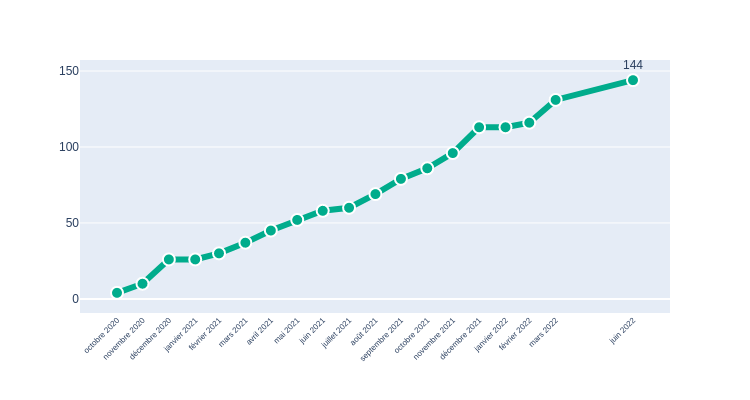 144
150
100
50
0
octobre 2020
novembre 2020
décembre 2020
janvier 2021
février 2021
mars 2021
avril 2021
mai 2021
juin 2021
juillet 2021
août 2021
septembre 2021
octobre 2021
novembre 2021
décembre 2021
janvier 2022
février 2022
mars 2022
juin 2022